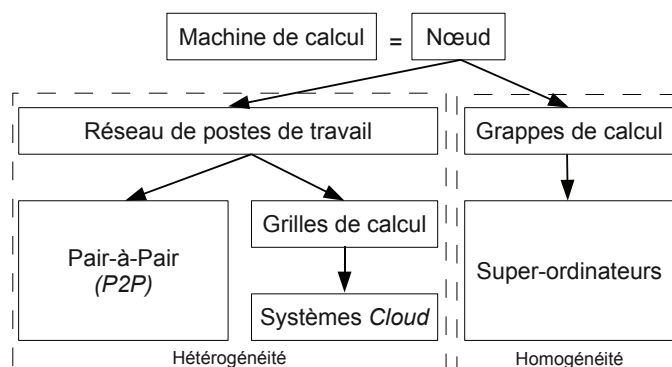 Machine de calcul = Nœud
Réseau de postes de travail
Grappes de calcul
Pair-à-Pair
(P2P)
Grilles de calcul
Systèmes Cloud
Super-ordinateurs
Hétérogénéité
Homogénéité